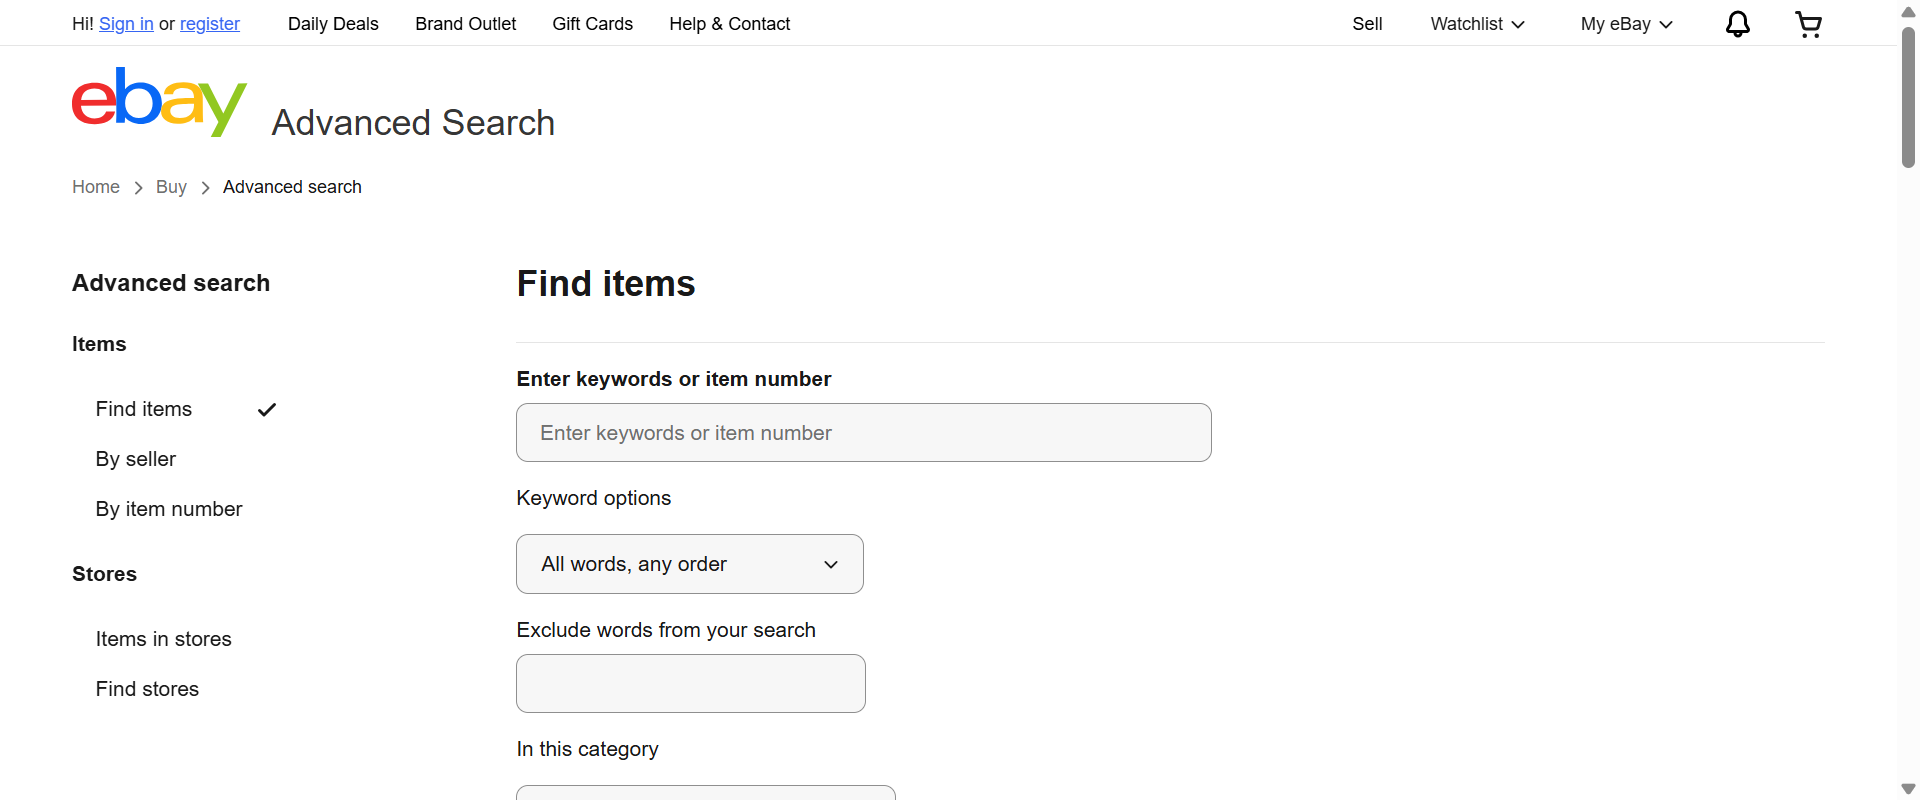 Hi! Sign in or register Daily Deals Brand Outlet Gift Cards Help & Contact Sell Watchlist My eBay
ebay Advanced Search
Home Buy Advanced search
Advanced search
Items
Find items
By seller
By item number
Stores
Items in stores
Find stores
Find items
Enter keywords or item number
Enter keywords or item number
Keyword options
All words, any order
Exclude words from your search
In this category